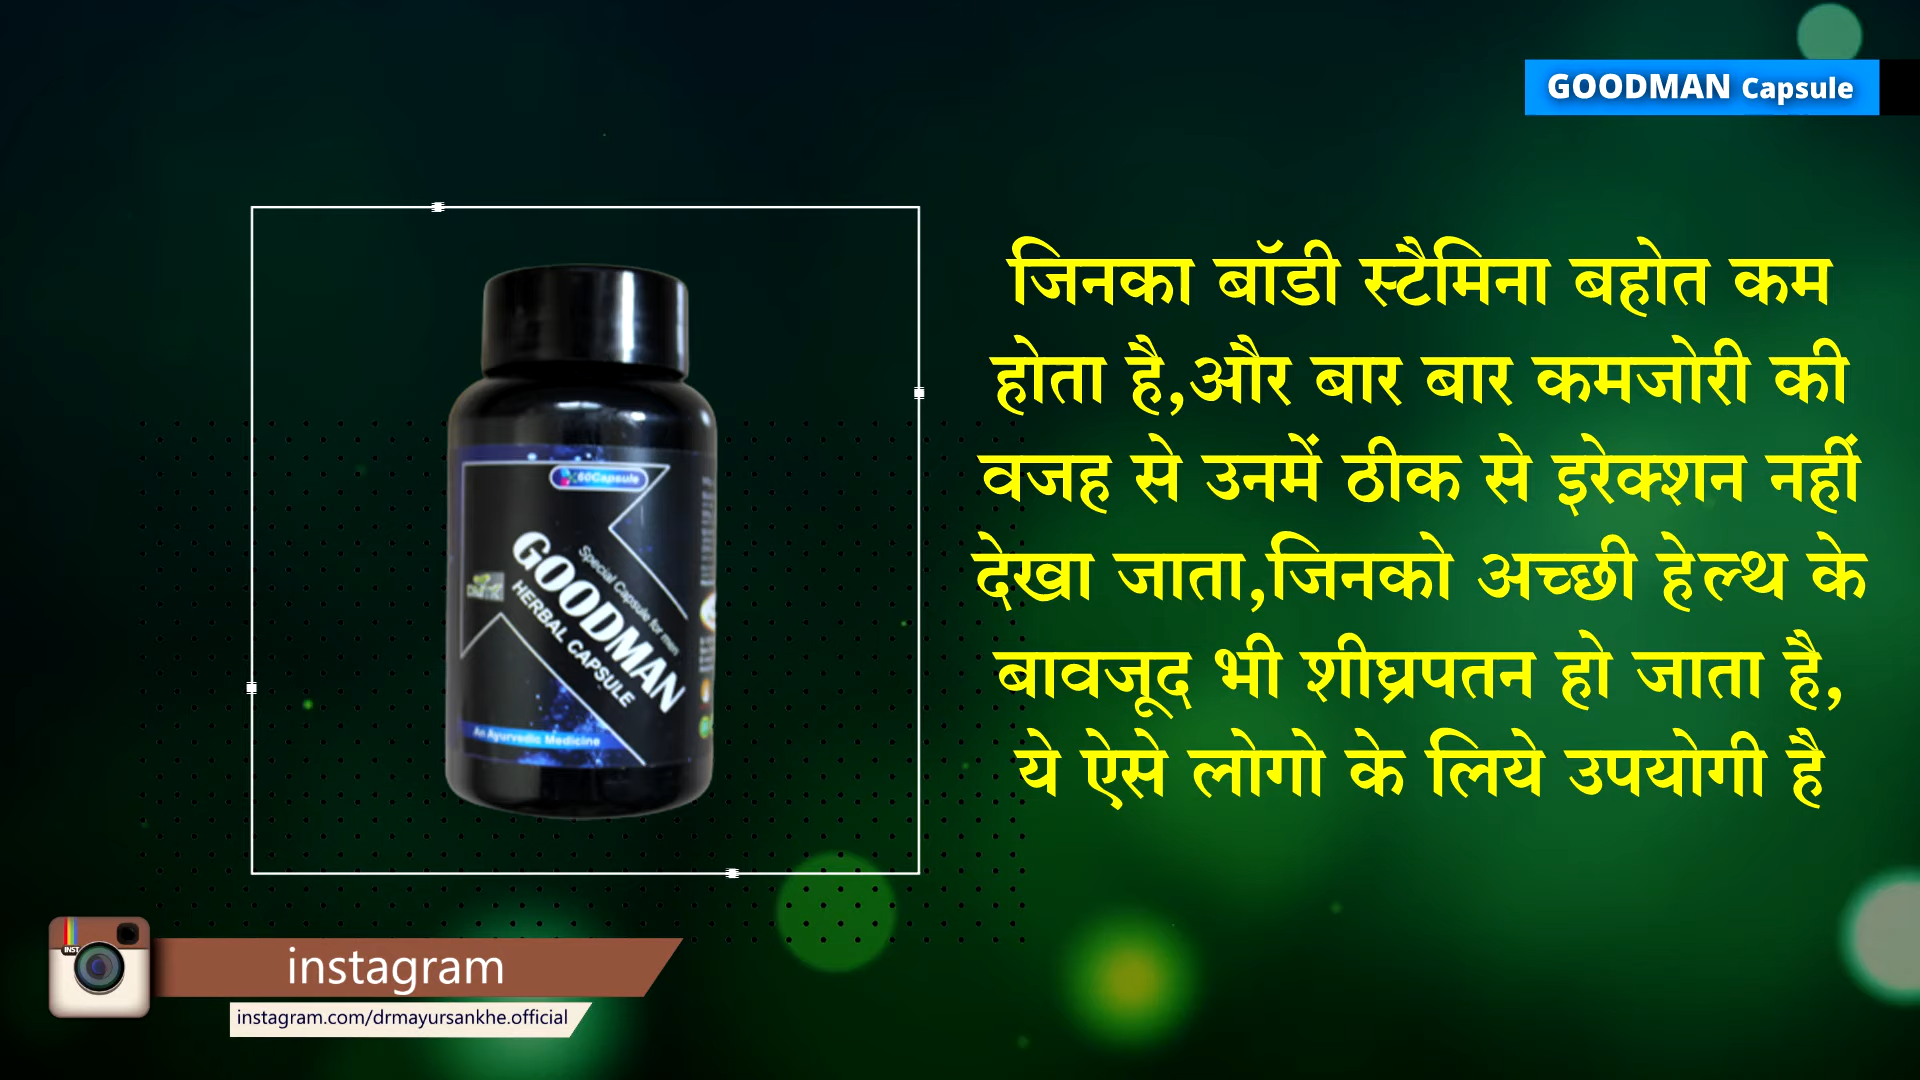 GOODMAN Capsule
जिनका बॉडी स्टैमिना बहोत कम
होता है,और बार बार कमजोरी की
वजह से उनमें ठीक से इरेक्शन नहीं
देखा जाता,जिनको अच्छी हेल्थ के
बावजूद भी शीघ्रपतन हो जाता है,
ये ऐसे लोगो के लिये उपयोगी है
60Capsule
Special Capsule for men
GOODMAN
HERBAL CAPSULE
An Ayurvedic Medicine
INST
instagram
instagram.com/drmayursankhe.official